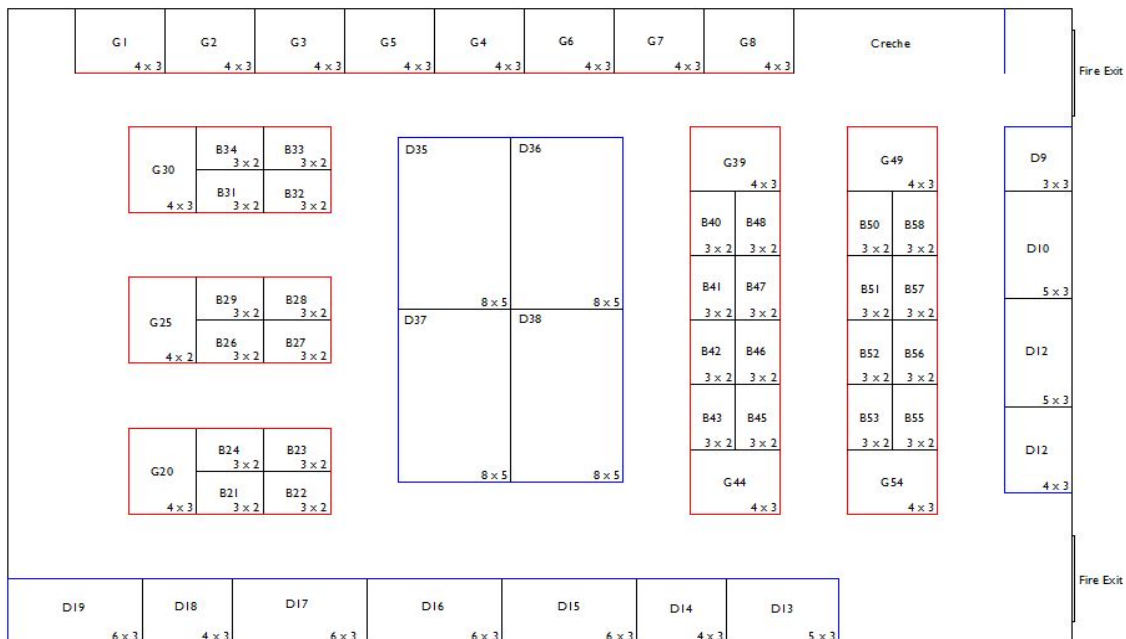 G1
4 x 3
G2
4 x 3
G3
4 x 3
G5
4 x 3
G4
4 x 3
G6
4 x 3
G7
4 x 3
G8
4 x 3
Creche
Fire Exit
G30
4 x 3
B34
3 x 2
B33
3 x 2
B31
3 x 2
B32
3 x 2
G25
4 x 2
B29
3 x 2
B28
3 x 2
B26
3 x 2
B27
3 x 2
G20
4 x 3
B24
3 x 2
B23
3 x 2
B21
3 x 2
B22
3 x 2
D35
8 x 5
D36
8 x 5
D37
8 x 5
D38
8 x 5
G39
4 x 3
B40
3 x 2
B48
3 x 2
B41
3 x 2
B47
3 x 2
B42
3 x 2
B46
3 x 2
B43
3 x 2
B45
3 x 2
G44
4 x 3
G49
4 x 3
B50
3 x 2
B58
3 x 2
B51
3 x 2
B57
3 x 2
B52
3 x 2
B56
3 x 2
B53
3 x 2
B55
3 x 2
G54
4 x 3
D9
3 x 3
D10
5 x 3
D12
5 x 3
D12
4 x 3
Fire Exit
D19
6 x 3
D18
4 x 3
D17
6 x 3
D16
6 x 3
D15
6 x 3
D14
4 x 3
D13
5 x 3